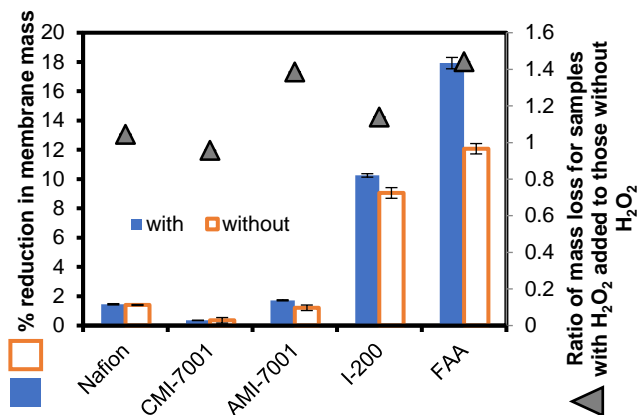 % reduction in membrane mass
20
18
16
14
12
10
8
6
4
2
0
with
without
1.6
1.4
1.2
1
0.8
0.6
0.4
0.2
0
Nafion
CMI-7001
AMI-7001
I-200
FAA
Ratio of mass loss for samples
with H₂O₂ added to those without
H₂O₂